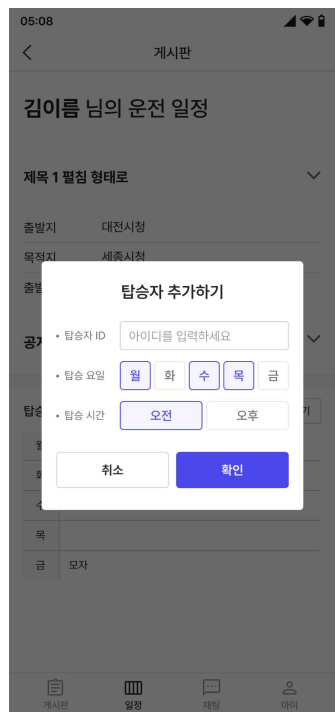 05:08
게시판
김이름 님의 운전 일정
제목 1 펼침 형태로
출발지 대전시청
목적지 세종시청
탑승자 추가하기
• 탑승자 ID 아이디를 입력하세요
• 탑승 요일 월 화 수 목 금
• 탑승 시간 오전 오후
취소 확인
목
금 모자
게시판 일정 채팅 마이